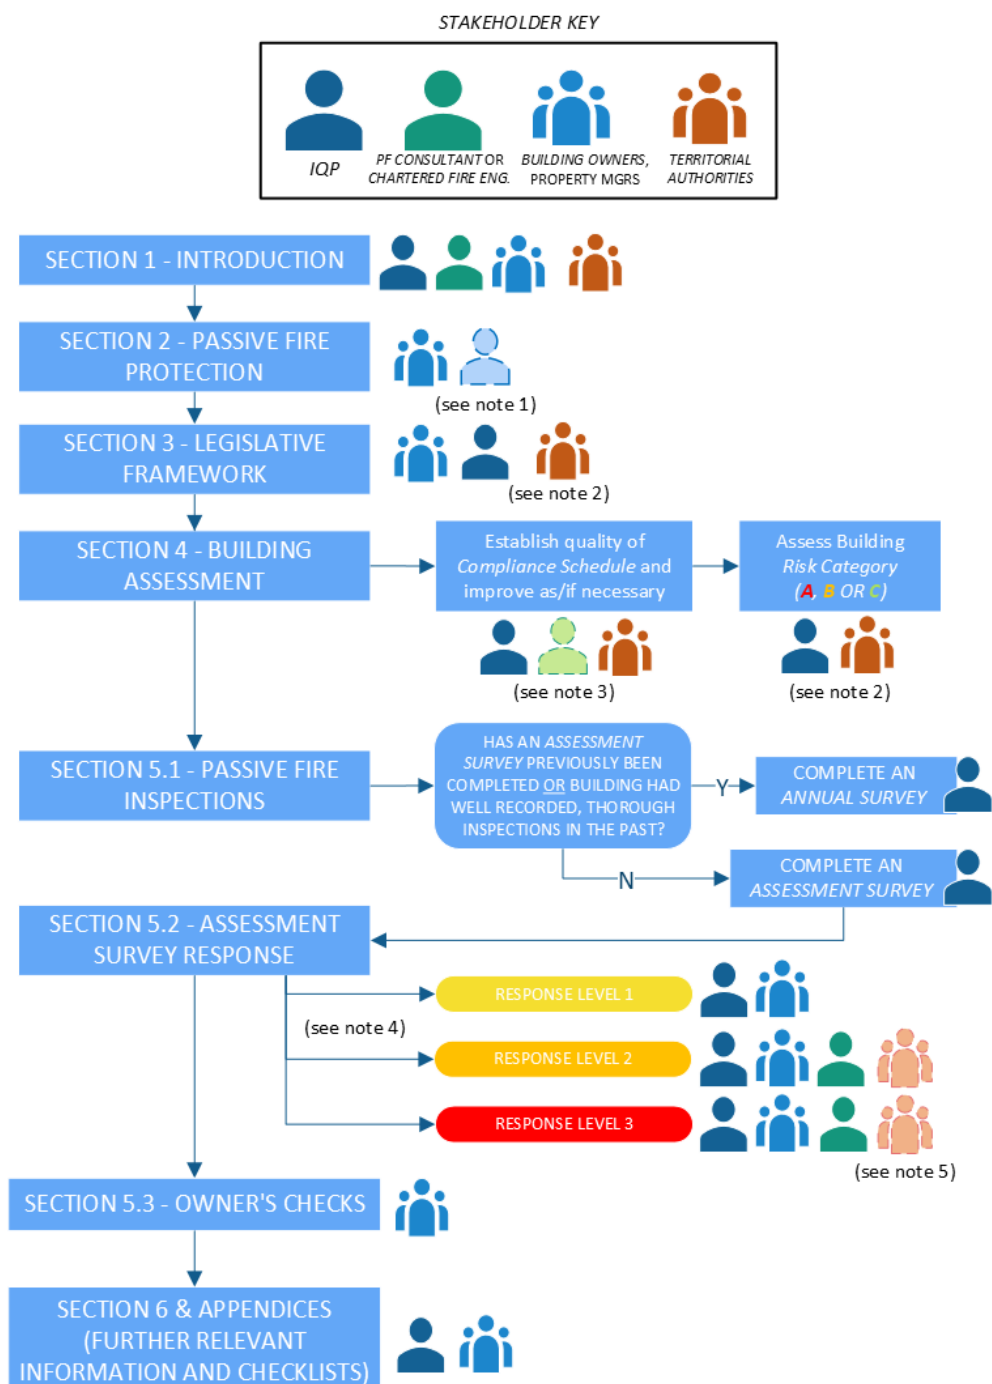 STAKEHOLDER KEY
IQP
PF CONSULTANT OR
CHARTERED FIRE ENG.
BUILDING OWNERS,
PROPERTY MGRS
TERRITORIAL
AUTHORITIES
SECTION 1 - INTRODUCTION
SECTION 2 - PASSIVE FIRE
PROTECTION
(see note 1)
SECTION 3 - LEGISLATIVE
FRAMEWORK
(see note 2)
SECTION 4 - BUILDING
ASSESSMENT
Establish quality of
Compliance Schedule and
improve as/if necessary
(see note 3)
Assess Building
Risk Category
(A, B OR C)
(see note 2)
SECTION 5.1 - PASSIVE FIRE
INSPECTIONS
HAS AN ASSESSMENT
SURVEY PREVIOUSLY BEEN
COMPLETED OR BUILDING HAD
WELL RECORDED, THOROUGH
INSPECTIONS IN THE PAST?
Y
COMPLETE AN
ANNUAL SURVEY
N
COMPLETE AN
ASSESSMENT SURVEY
SECTION 5.2 - ASSESSMENT
SURVEY RESPONSE
(see note 4)
RESPONSE LEVEL 1
RESPONSE LEVEL 2
RESPONSE LEVEL 3
(see note 5)
SECTION 5.3 - OWNER'S CHECKS
SECTION 6 & APPENDICES
(FURTHER RELEVANT
INFORMATION AND CHECKLISTS)